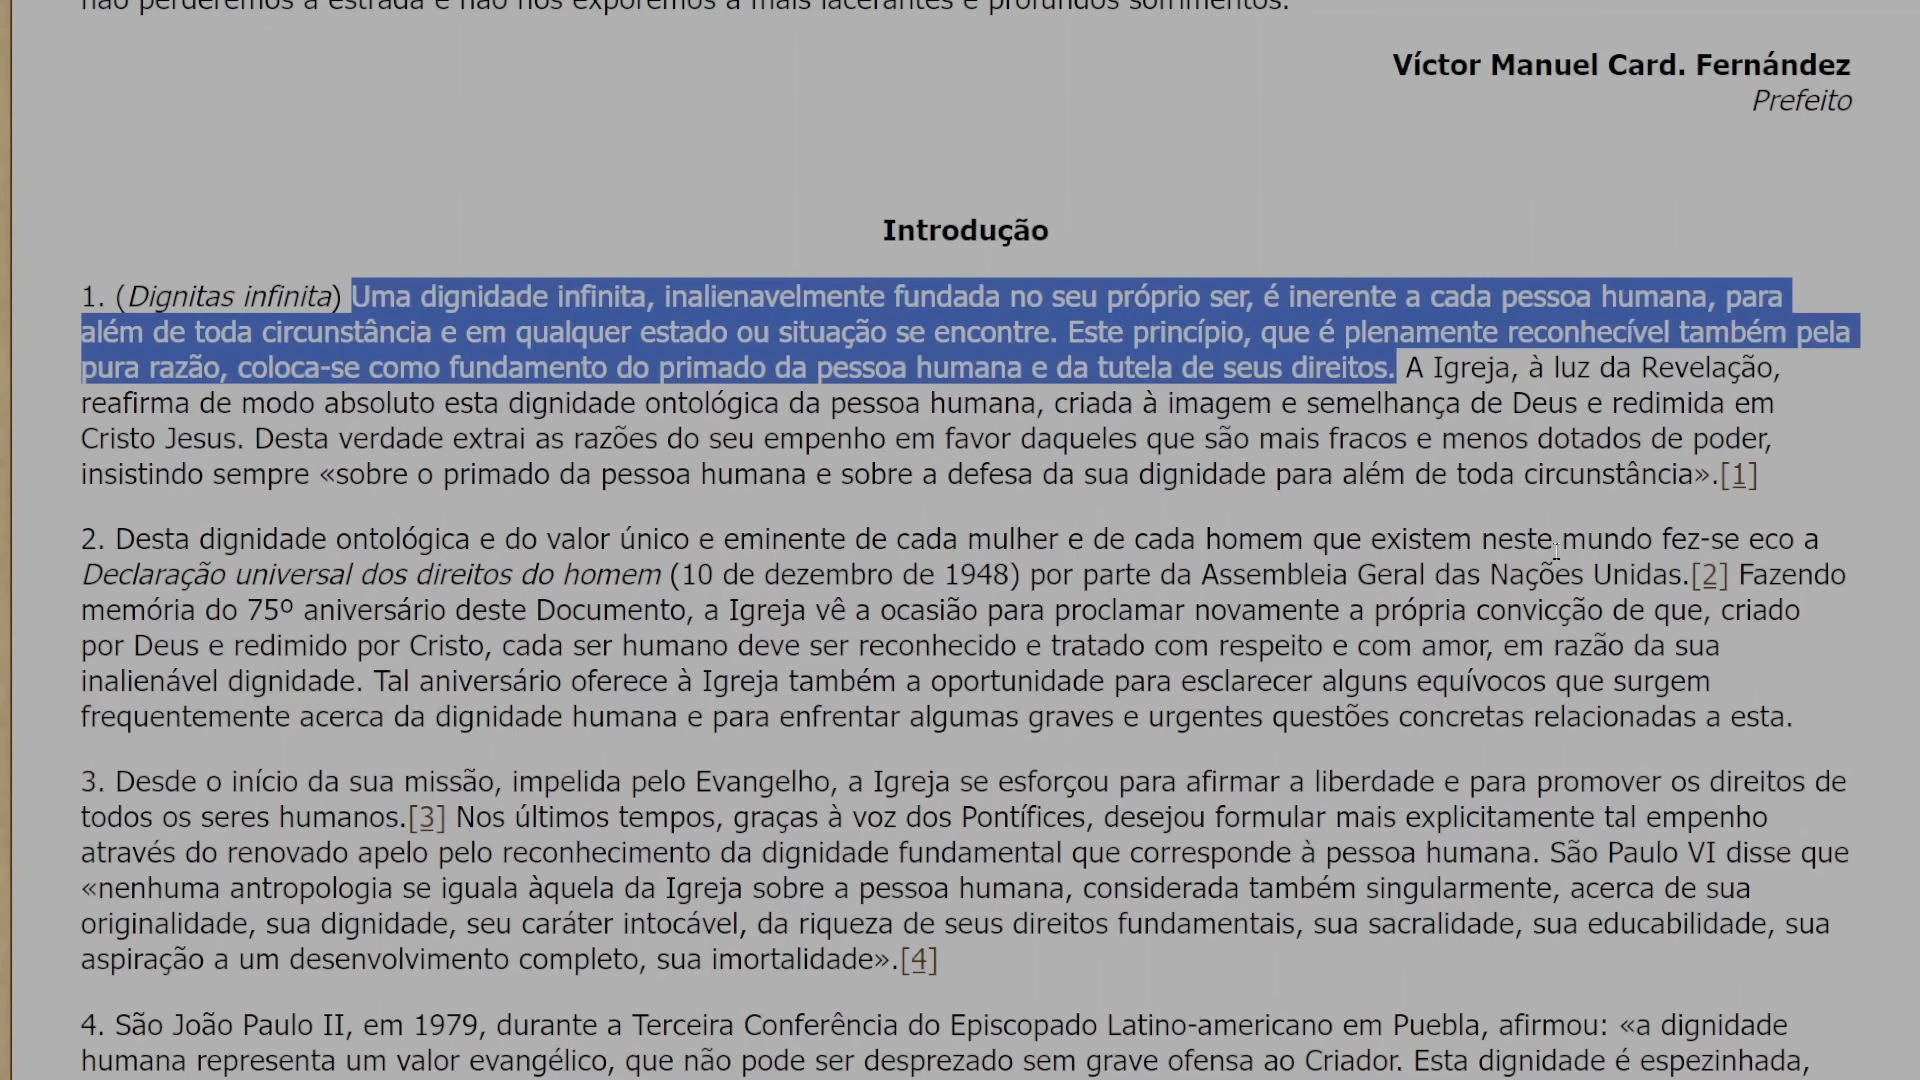 não perderemos a estrada e não nos exporemos a mais lacerantes e profundos sofrimentos.
Víctor Manuel Card. Fernández
Prefeito
Introdução
1. (Dignitas infinita) Uma dignidade infinita, inalienavelmente fundada no seu próprio ser, é inerente a cada pessoa humana, para
além de toda circunstância e em qualquer estado ou situação se encontre. Este princípio, que é plenamente reconhecível também pela
pura razão, coloca-se como fundamento do primado da pessoa humana e da tutela de seus direitos. A Igreja, à luz da Revelação,
reafirma de modo absoluto esta dignidade ontológica da pessoa humana, criada à imagem e semelhança de Deus e redimida em
Cristo Jesus. Desta verdade extrai as razões do seu empenho em favor daqueles que são mais fracos e menos dotados de poder,
insistindo sempre «sobre o primado da pessoa humana e sobre a defesa da sua dignidade para além de toda circunstância».[1]
2. Desta dignidade ontológica e do valor único e eminente de cada mulher e de cada homem que existem neste mundo fez-se eco a
Declaração universal dos direitos do homem (10 de dezembro de 1948) por parte da Assembleia Geral das Nações Unidas.[2] Fazendo
memória do 75º aniversário deste Documento, a Igreja vê a ocasião para proclamar novamente a própria convicção de que, criado
por Deus e redimido por Cristo, cada ser humano deve ser reconhecido e tratado com respeito e com amor, em razão da sua
inalienável dignidade. Tal aniversário oferece à Igreja também a oportunidade para esclarecer alguns equívocos que surgem
frequentemente acerca da dignidade humana e para enfrentar algumas graves e urgentes questões concretas relacionadas a esta.
3. Desde o início da sua missão, impelida pelo Evangelho, a Igreja se esforçou para afirmar a liberdade e para promover os direitos de
todos os seres humanos.[3] Nos últimos tempos, graças à voz dos Pontífices, desejou formular mais explicitamente tal empenho
através do renovado apelo pelo reconhecimento da dignidade fundamental que corresponde à pessoa humana. São Paulo VI disse que
«nenhuma antropologia se iguala àquela da Igreja sobre a pessoa humana, considerada também singularmente, acerca de sua
originalidade, sua dignidade, seu caráter intocável, da riqueza de seus direitos fundamentais, sua sacralidade, sua educabilidade, sua
aspiração a um desenvolvimento completo, sua imortalidade».[4]
4. São João Paulo II, em 1979, durante a Terceira Conferência do Episcopado Latino-americano em Puebla, afirmou: «a dignidade
humana representa um valor evangélico, que não pode ser desprezado sem grave ofensa ao Criador. Esta dignidade é espezinhada,